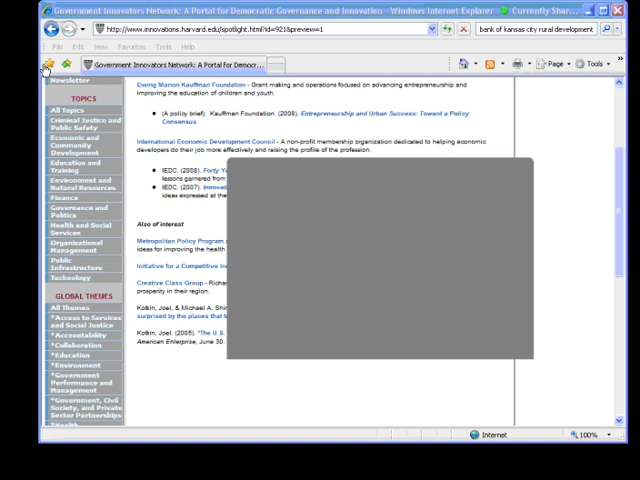 Government Innovators Network: A Portal for Democratic Governance and Innovation - Windows Internet Explorer Currently Shar...
http://www.innovations.harvard.edu/spotlight.html?id=921&preview=1
bank of kansas city rural development
File Edit View Favorites Tools Help
Government Innovators Network: A Portal for Democr...
Page Tools
Newsletter
TOPICS
All Topics
Criminal Justice and
Public Safety
Economic and
Community
Development
Education and
Training
Environment and
Natural Resources
Finance
Governance and
Politics
Health and Social
Services
Organizational
Management
Public
Infrastructure
Technology
GLOBAL THEMES
All Themes
*Access to Services
and Social Justice
*Accountability
*Collaboration
*Education
*Environment
*Government
Performance and
Management
*Government, Civil
Society, and Private
Sector Partnerships
*Health
Ewing Marion Kauffman Foundation - Grant making and operations focused on advancing entrepreneurship and
improving the education of children and youth.
(A policy brief). Kauffman Foundation. (2008). Entrepreneurship and Urban Success: Toward a Policy
Consensus.
International Economic Development Council - A non-profit membership organization dedicated to helping economic
developers do their job more effectively and raising the profile of the profession.
IEDC. (2008). Forty
lessons garnered from
IEDC. (2007).
ideas expressed at the
Also of interest
Metropolitan Policy Program
ideas for improving the health
Initiative for a Competitive
Creative Class Group -
prosperity in their region.
Kotkin, Joel, & Michael A.
surprised by the places that
Kotkin, Joel. (2005). "The U.S.
American Enterprise, June 30.
Internet
100%